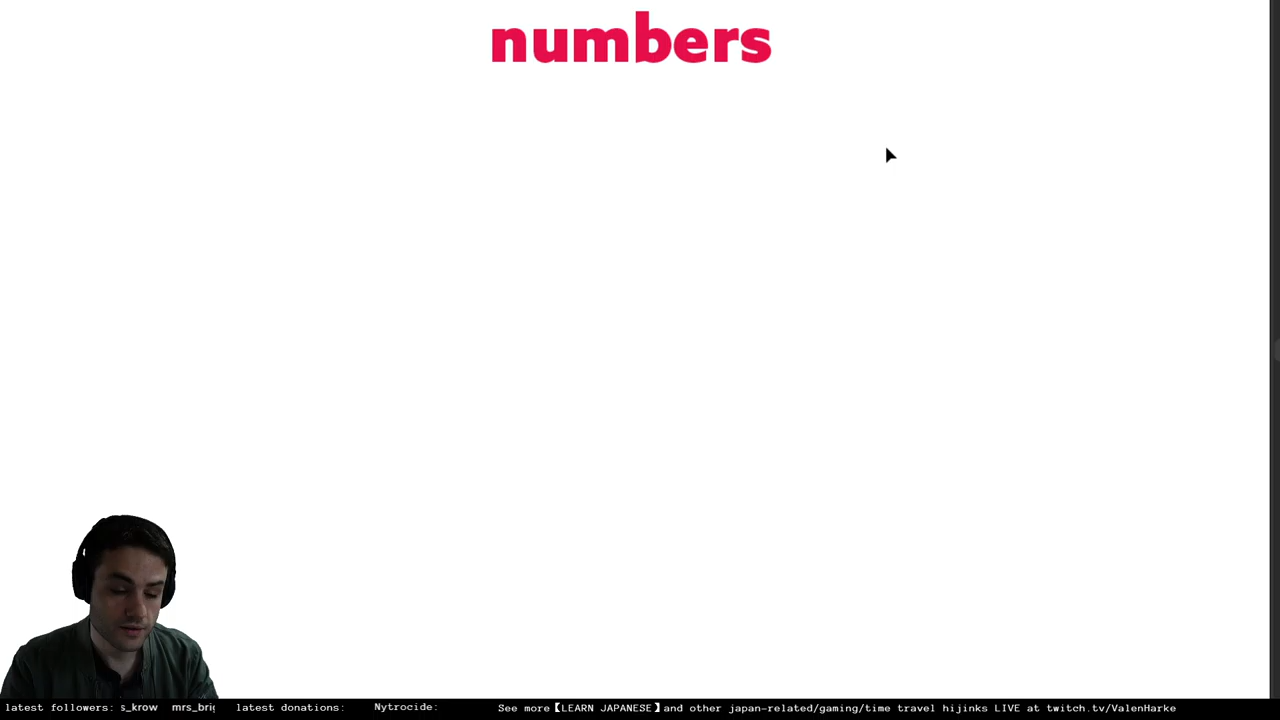 numbers
latest followers: s_krow mrs_bri latest donations: Nytrocide: See more【LEARN JAPANESE】and other japan-related/gaming/time travel hijinks LIVE at twitch.tv/ValenHarke